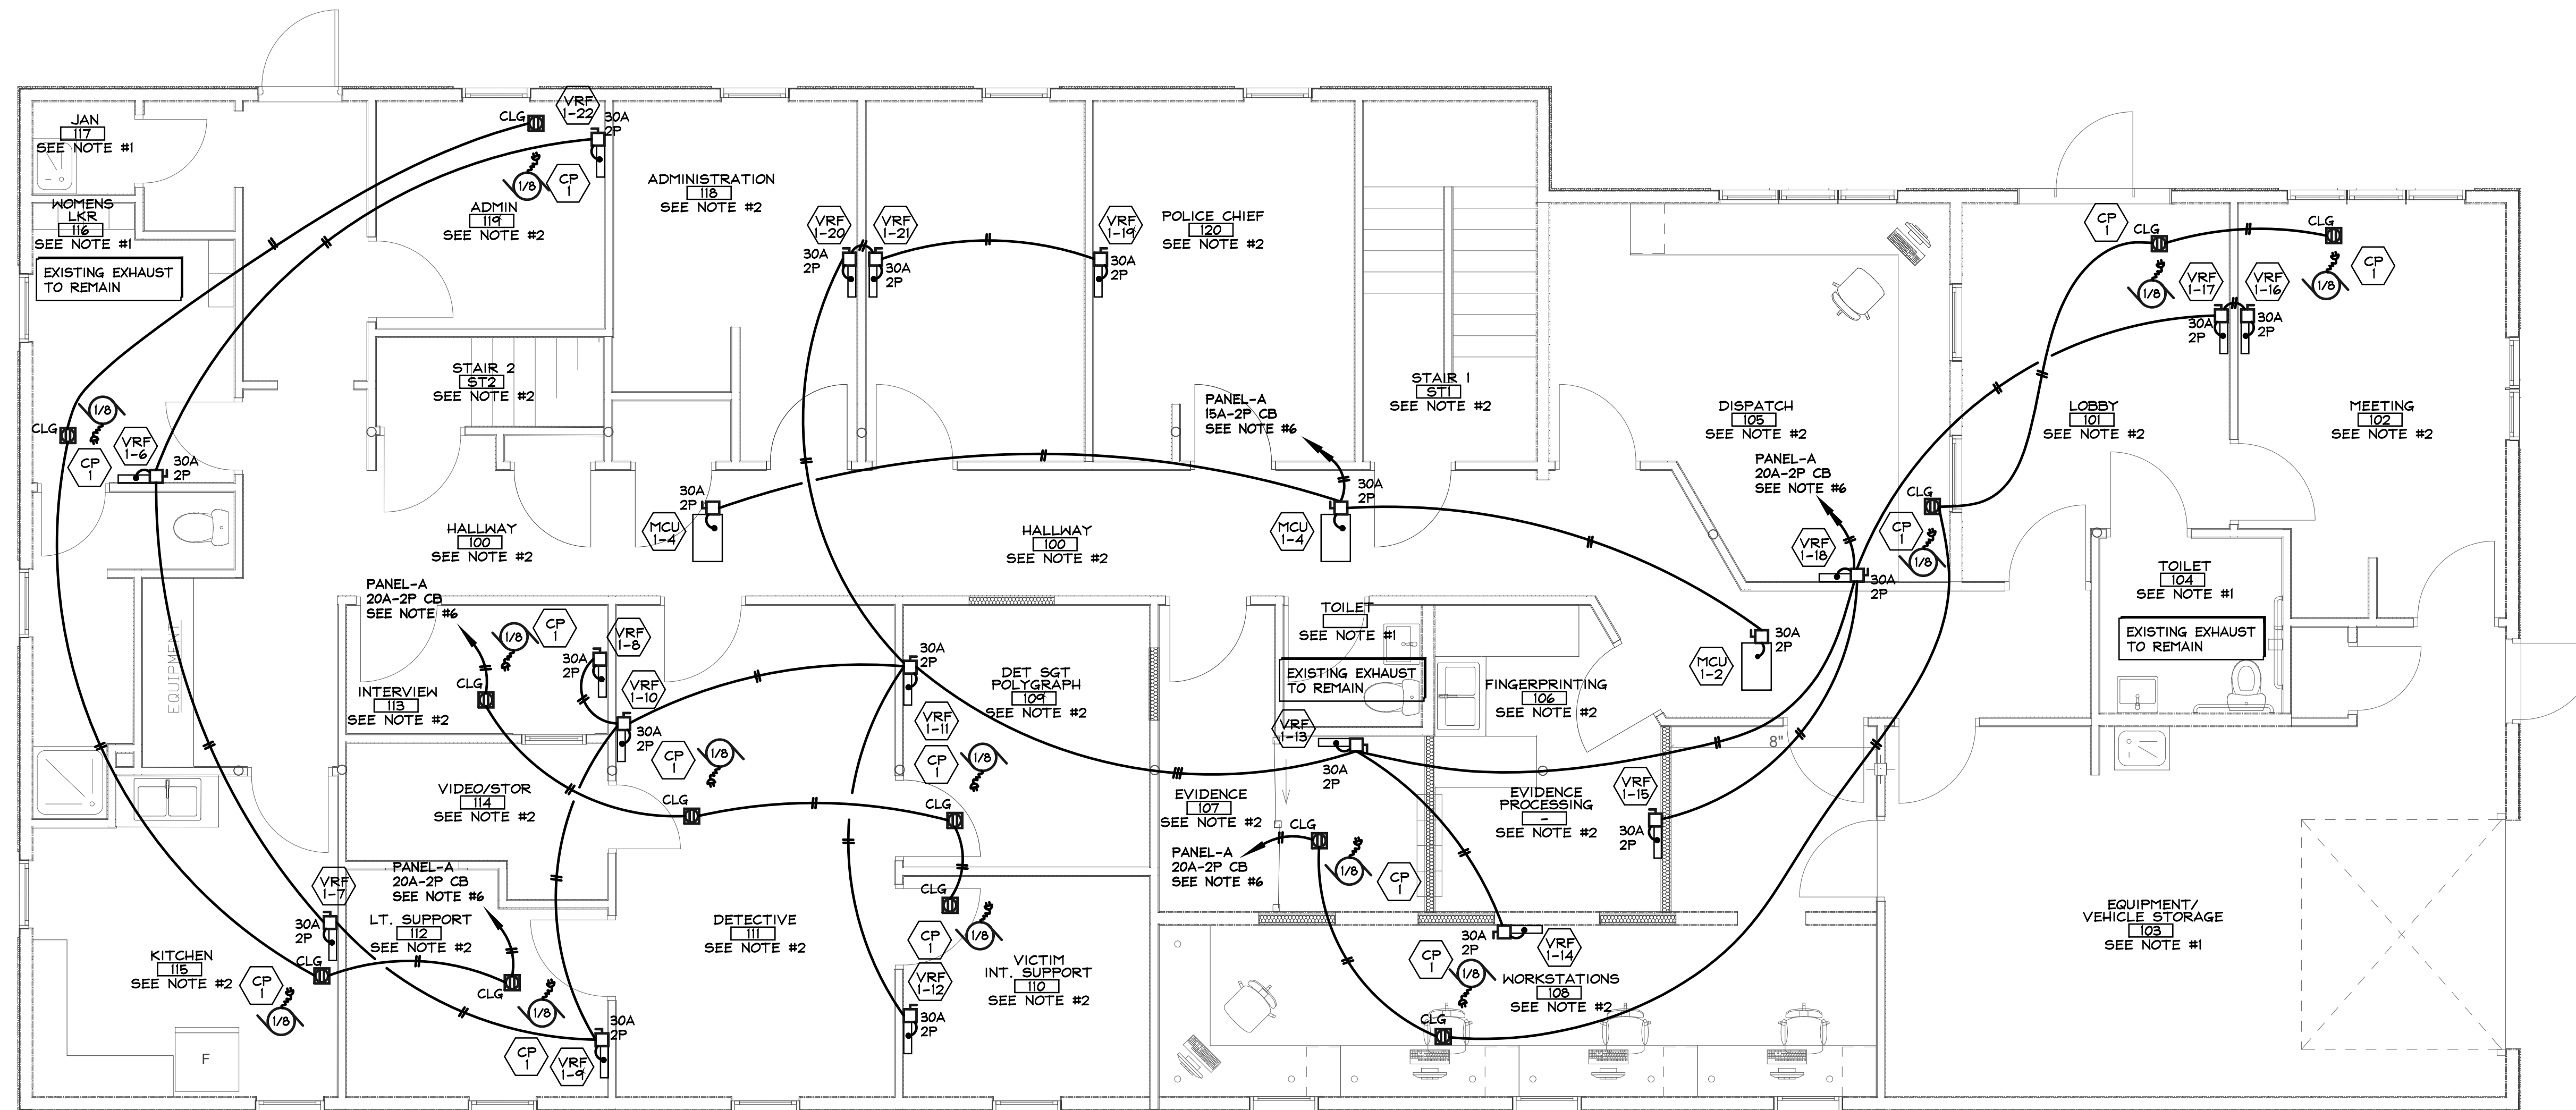 JAN
117
SEE NOTE #1
WOMENS
LKR
116
SEE NOTE #1
EXISTING EXHAUST
TO REMAIN
CLG
VRF
1-22
30A
2P
1/8
CP
1
ADMIN
119
SEE NOTE #2
ADMINISTRATION
118
SEE NOTE #2
VRF
1-20
30A
2P
VRF
1-21
30A
2P
VRF
1-19
30A
2P
POLICE CHIEF
120
SEE NOTE #2
STAIR 2
ST2
SEE NOTE #2
STAIR 1
ST1
SEE NOTE #2
PANEL-A
15A-2P CB
SEE NOTE #6
DISPATCH
105
SEE NOTE #2
PANEL-A
20A-2P CB
SEE NOTE #6
CP
1
CLG
1/8
LOBBY
101
SEE NOTE #2
VRF
1-17
30A
2P
VRF
1-16
30A
2P
CLG
1/8
CP
1
MEETING
102
SEE NOTE #2
1/8
CLG
CP
1
VRF
1-6
30A
2P
HALLWAY
100
SEE NOTE #2
30A
2P
MCU
1-4
HALLWAY
100
SEE NOTE #2
30A
2P
MCU
1-4
VRF
1-18
30A
2P
CLG
CP
1
1/8
TOILET
104
SEE NOTE #1
EXISTING EXHAUST
TO REMAIN
EQUIPMENT
PANEL-A
20A-2P CB
SEE NOTE #6
1/8
CP
1
CLG
INTERVIEW
113
SEE NOTE #2
VRF
1-8
30A
2P
VRF
1-10
30A
2P
CP
1
1/8
30A
2P
VRF
1-11
CP
1
1/8
CLG
DET SGT
POLYGRAPH
109
SEE NOTE #2
TOILET
SEE NOTE #1
EXISTING EXHAUST
TO REMAIN
FINGERPRINTING
106
SEE NOTE #2
30A
2P
MCU
1-2
8"
VRF
1-13
30A
2P
VIDEO/STOR
114
SEE NOTE #2
CLG
EVIDENCE
107
SEE NOTE #2
CLG
PANEL-A
20A-2P CB
SEE NOTE #6
1/8
CP
1
EVIDENCE
PROCESSING
-
SEE NOTE #2
VRF
1-15
30A
2P
VRF
1-7
30A
2P
PANEL-A
20A-2P CB
SEE NOTE #6
LT. SUPPORT
112
SEE NOTE #2
CLG
KITCHEN
115
SEE NOTE #2
CLG
CP
1
1/8
F
1/8
CP
1
VRF
1-9
30A
2P
DETECTIVE
111
SEE NOTE #2
CLG
CP
1
1/8
VRF
1-12
30A
2P
VICTIM
INT. SUPPORT
110
SEE NOTE #2
30A
2P
VRF
1-14
CP
1
1/8
CLG
WORKSTATIONS
108
SEE NOTE #2
EQUIPMENT/
VEHICLE STORAGE
103
SEE NOTE #1